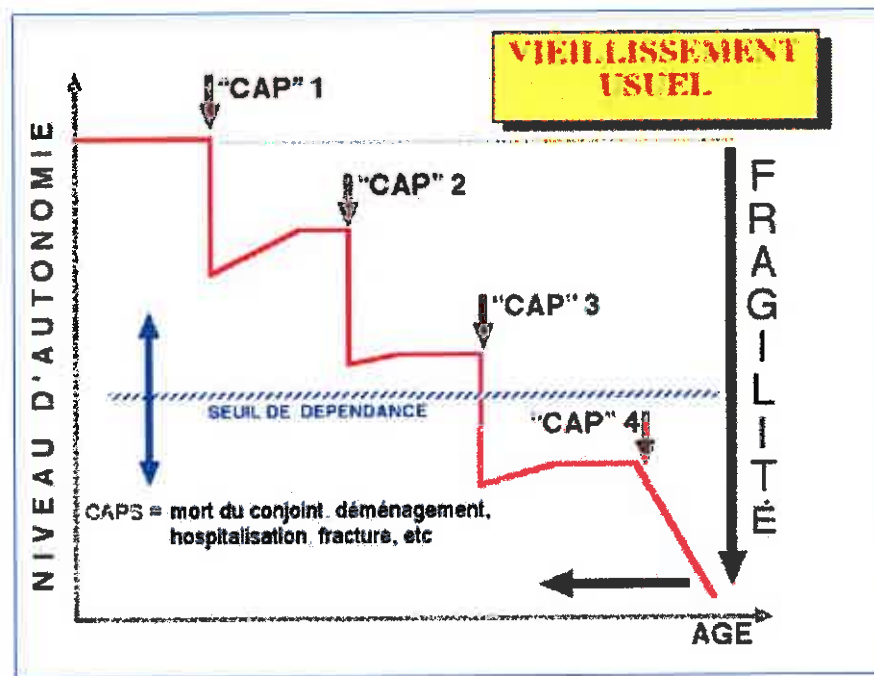 VIEILLISSEMENT
USUEL
"CAP" 1
"CAP" 2
"CAP" 3
"CAP" 4
NIVEAU D'AUTONOMIE
FRAGILITÉ
SEUIL DE DEPENDANCE
CAPS = mort du conjoint. déménagement,
hospitalisation fracture, etc
AGE